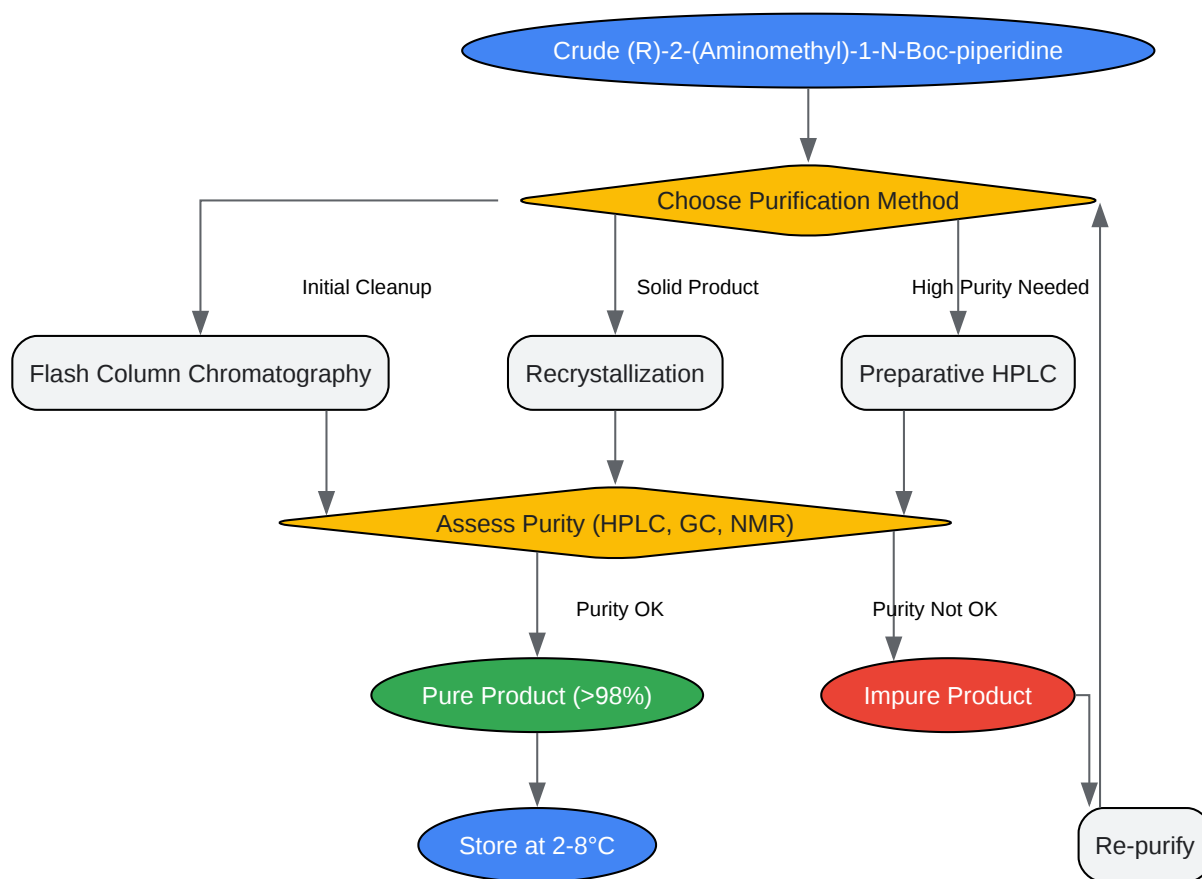 Crude (R)-2-(Aminomethyl)-1-N-Boc-piperidine
Choose Purification Method
Initial Cleanup
Solid Product
High Purity Needed
Flash Column Chromatography
Recrystallization
Preparative HPLC
Assess Purity (HPLC, GC, NMR)
Purity OK
Purity Not OK
Pure Product (>98%)
Impure Product
Store at 2-8°C
Re-purify